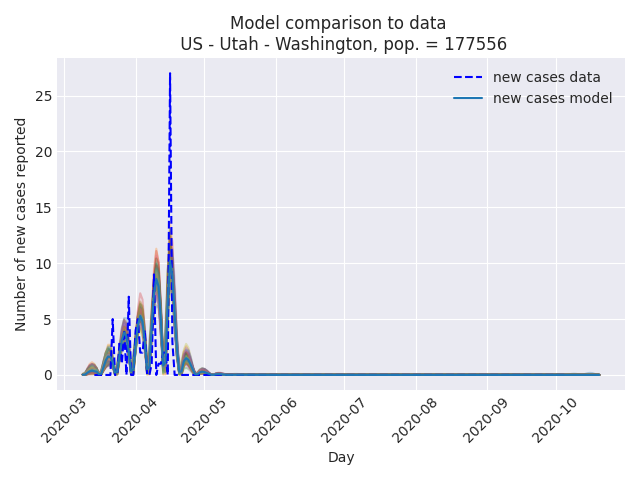 Model comparison to data
US - Utah - Washington, pop. = 177556
new cases data
new cases model
Number of new cases reported
25
20
15
10
5
0
2020-03
2020-04
2020-05
2020-06
2020-07
2020-08
2020-09
2020-10
Day